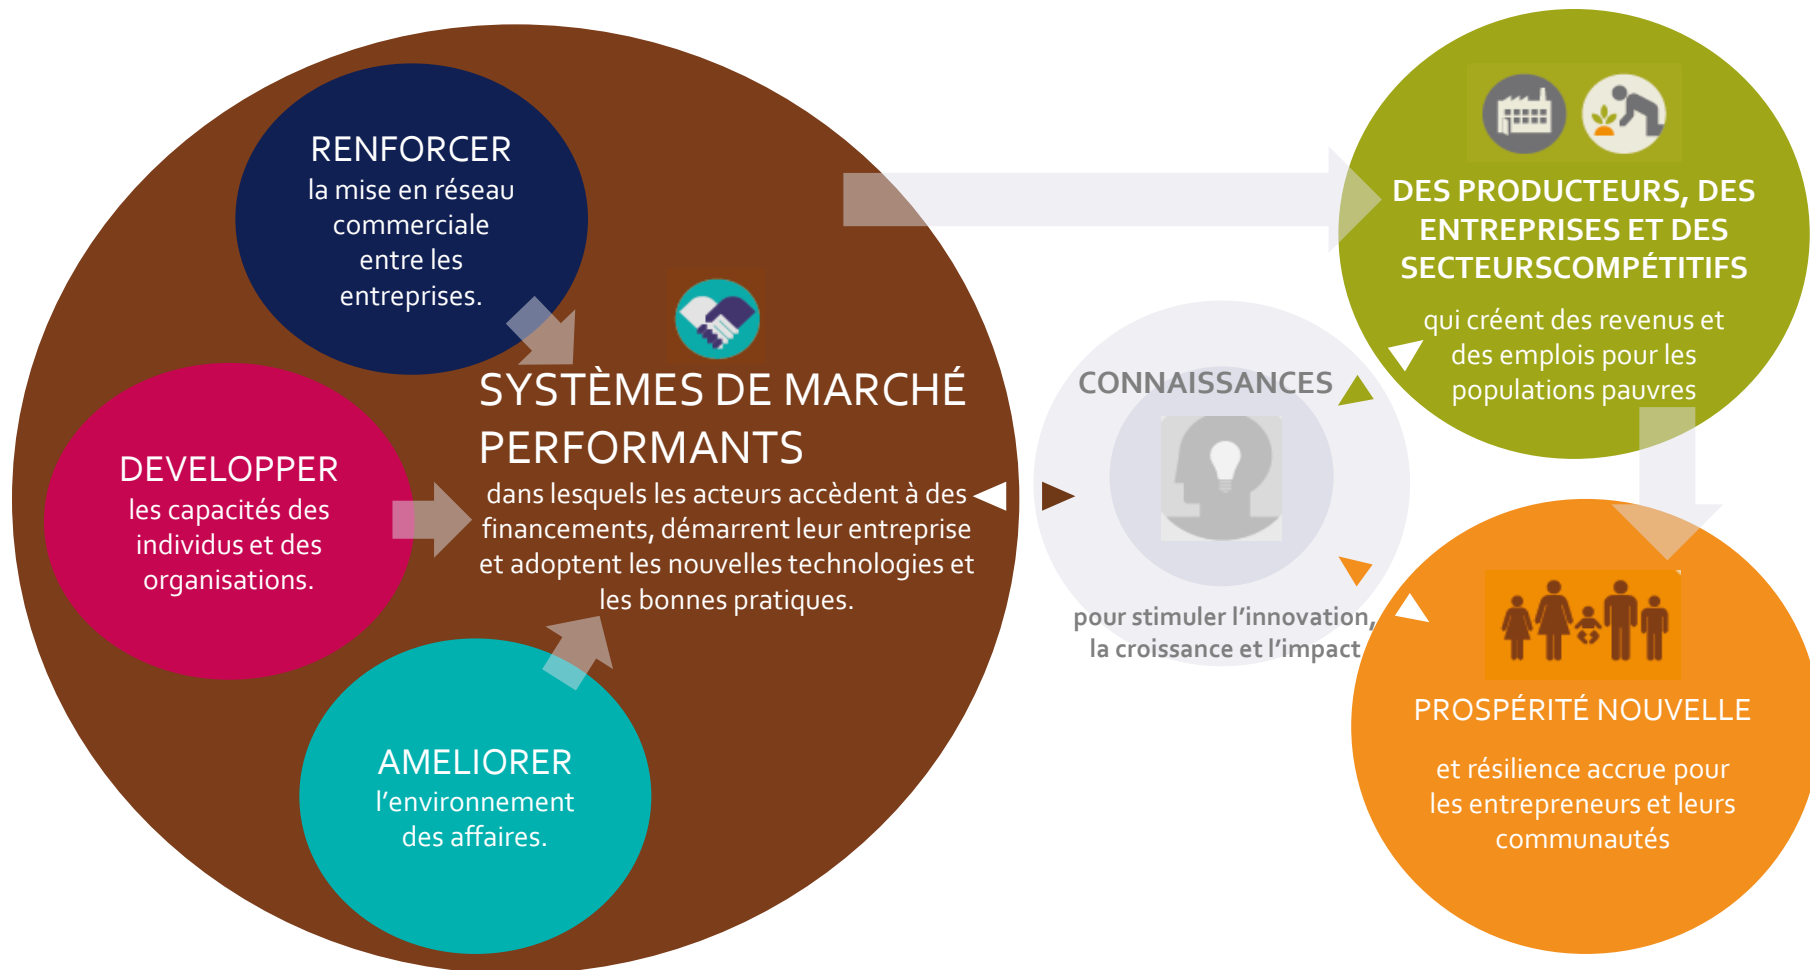 RENFORCER
la mise en réseau
commerciale
entre les
entreprises.
DEVELOPPER
les capacités des
individus et des
organisations.
AMELIORER
l’environnement
des affaires.
SYSTÈMES DE MARCHÉ
PERFORMANTS
dans lesquels les acteurs accèdent à des
financements, démarrent leur entreprise
et adoptent les nouvelles technologies et
les bonnes pratiques.
CONNAISSANCES
pour stimuler l’innovation,
la croissance et l’impact
DES PRODUCTEURS, DES
ENTREPRISES ET DES
SECTEURSCOMPÉTITIFS
qui créent des revenus et
des emplois pour les
populations pauvres
PROSPÉRITÉ NOUVELLE
et résilience accrue pour
les entrepreneurs et leurs
communautés